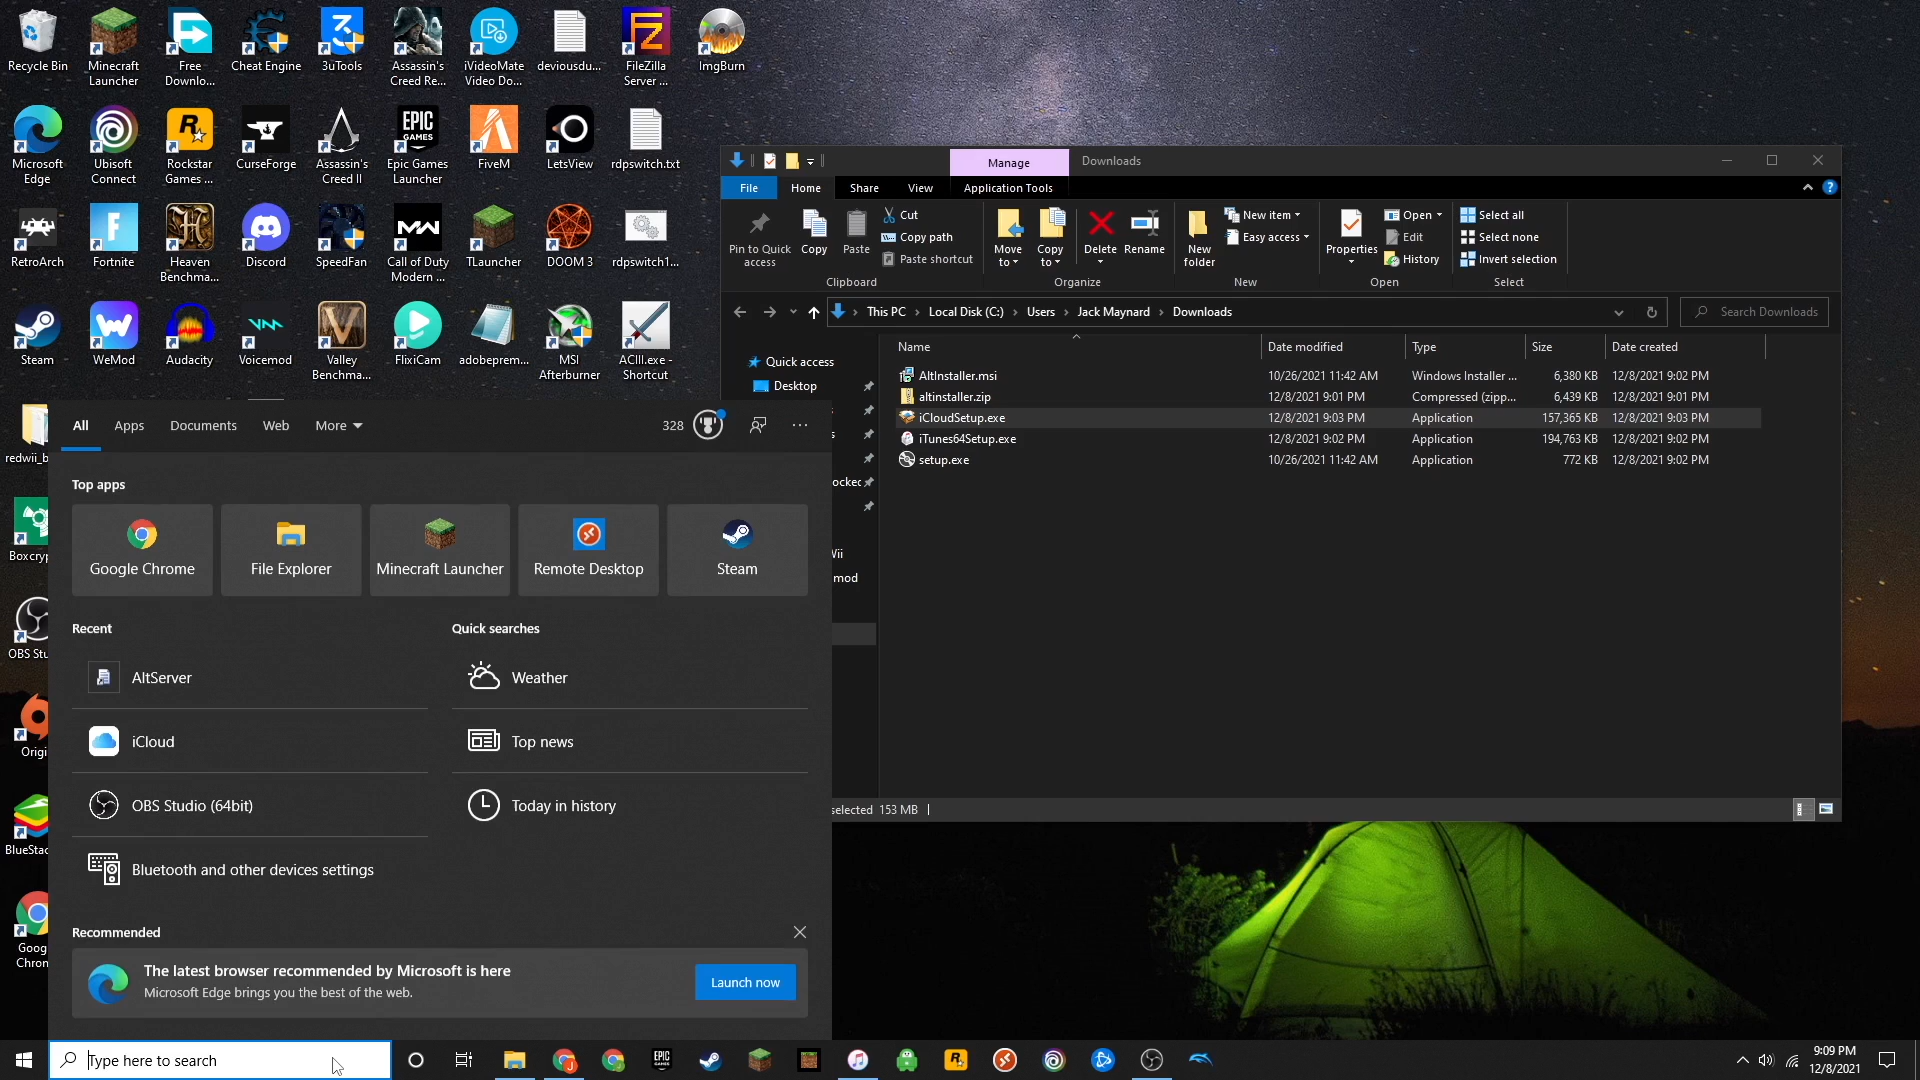 Recycle Bin
Minecraft Launcher
Free Downlo...
Cheat Engine
3uTools
Assassin's Creed Re...
iVideoMate Video Do...
deviousdu...
FileZilla Server ...
ImgBurn
Microsoft Edge
Ubisoft Connect
Rockstar Games ...
CurseForge
Assassin's Creed II
Epic Games Launcher
FiveM
LetsView
rdpswitch.txt
RetroArch
Fortnite
Heaven Benchma...
Discord
SpeedFan
Call of Duty Modern ...
TLauncher
DOOM 3
rdpswitch1...
Steam
WeMod
Audacity
Voicemod
Valley Benchma...
FlixiCam
adobeprem...
MSI Afterburner
ACIII.exe - Shortcut
redwii_b
Boxcryp
OBS Stu
Origi
BlueStac
Goog
Chron
Manage
Downloads
File
Home
Share
View
Application Tools
Pin to Quick access
Copy
Paste
Cut
Copy path
Paste shortcut
Clipboard
Move to
Copy to
Delete
Rename
Organize
New folder
New item
Easy access
New
Properties
Open
Edit
History
Open
Select all
Select none
Invert selection
Select
This PC
Local Disk (C:)
Users
Jack Maynard
Downloads
Search Downloads
Quick access
Desktop
ocked
Wii
mod
Name
Date modified
Type
Size
Date created
AltInstaller.msi 10/26/2021 11:42 AM Windows Installer ... 6,380 KB 12/8/2021 9:02 PM
altinstaller.zip 12/8/2021 9:01 PM Compressed (zipp... 6,439 KB 12/8/2021 9:01 PM
iCloudSetup.exe 12/8/2021 9:03 PM Application 157,365 KB 12/8/2021 9:03 PM
iTunes64Setup.exe 12/8/2021 9:02 PM Application 194,763 KB 12/8/2021 9:02 PM
setup.exe 10/26/2021 11:42 AM Application 772 KB 12/8/2021 9:02 PM
selected 153 MB
All
Apps
Documents
Web
More
328
Top apps
Google Chrome
File Explorer
Minecraft Launcher
Remote Desktop
Steam
Recent
AltServer
iCloud
OBS Studio (64bit)
Bluetooth and other devices settings
Quick searches
Weather
Top news
Today in history
Recommended
The latest browser recommended by Microsoft is here
Microsoft Edge brings you the best of the web.
Launch now
Type here to search
9:09 PM
12/8/2021